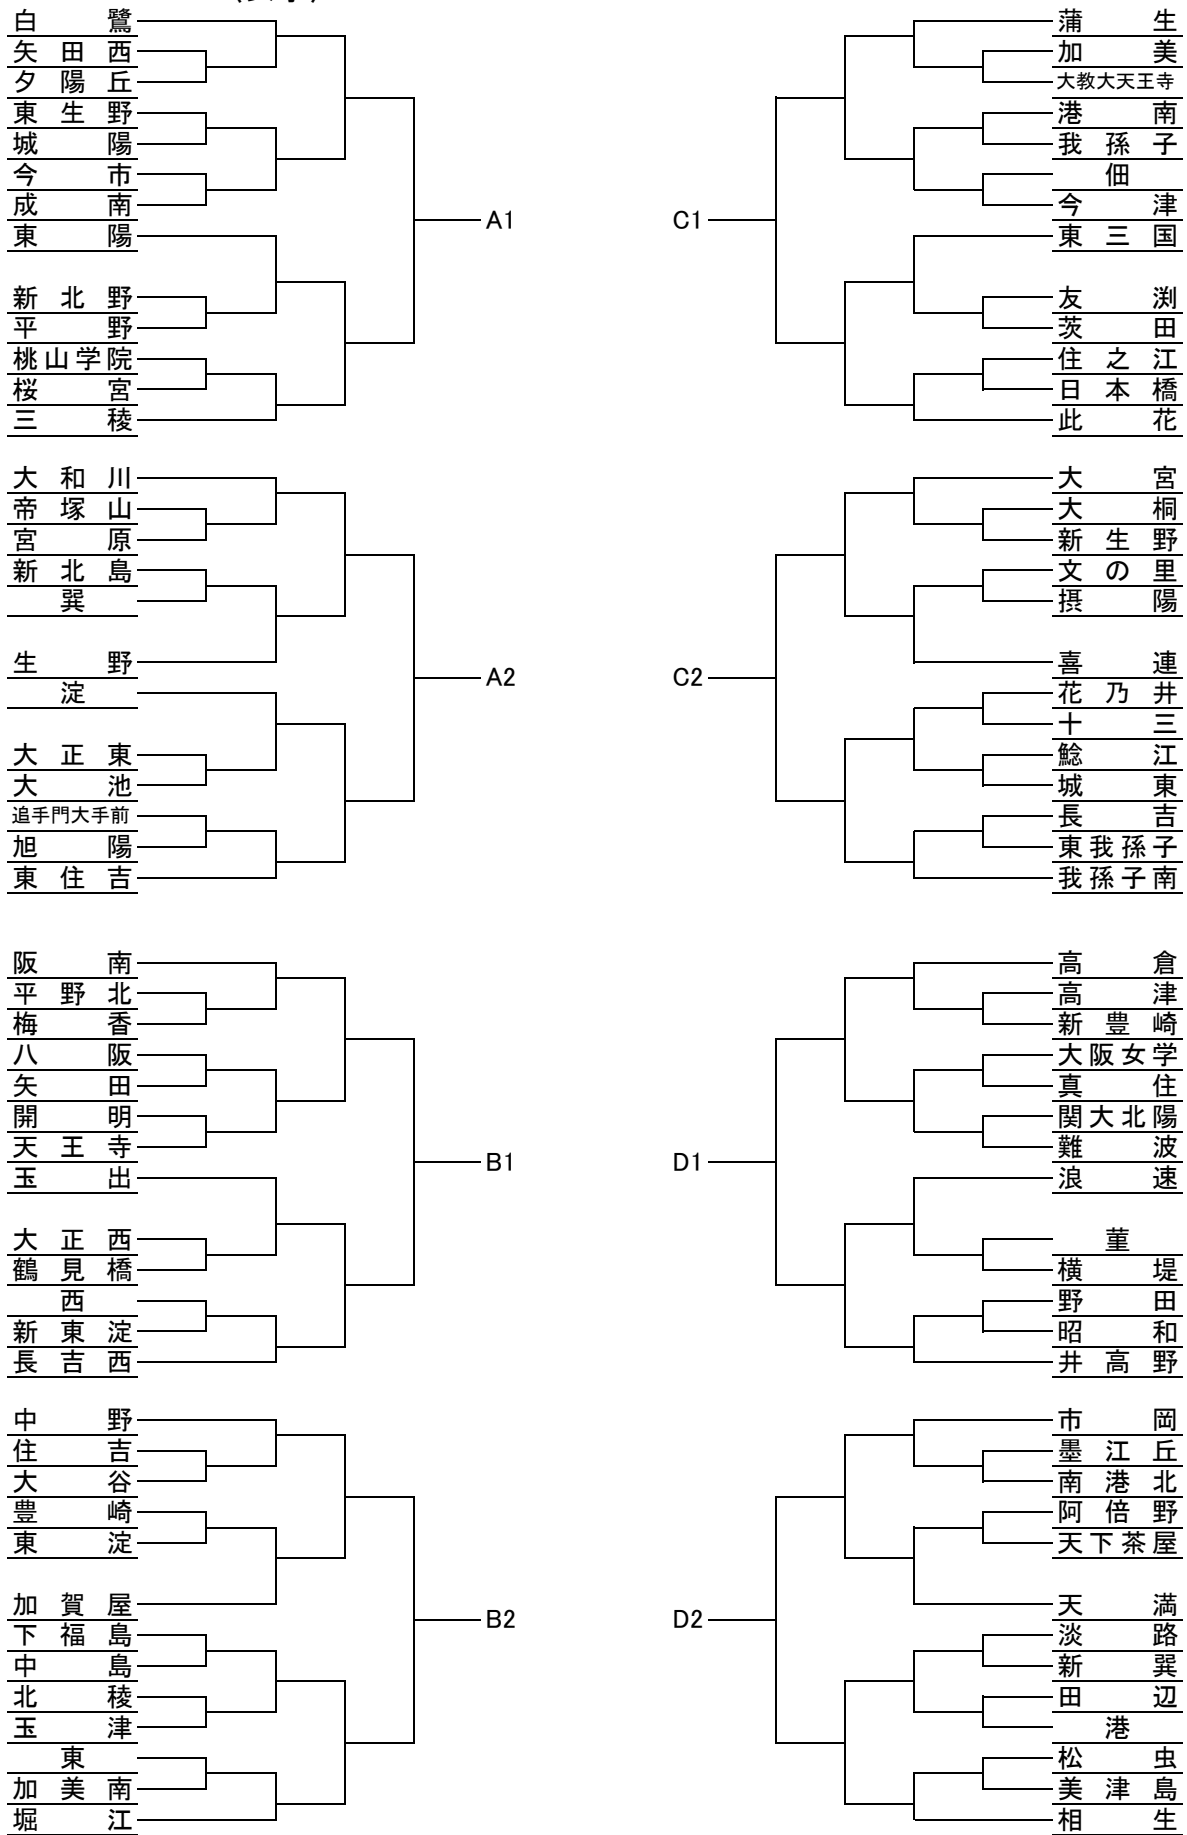 白鷺
矢田西
夕陽丘
東生野
城陽
今市
成南
東陽
新北野
平野
桃山学院
桜宮
三稜
A1
大和川
帝塚山
宮原
新北島
巽
生野
淀
大正東
大池
追手門大手前
旭陽
東住吉
A2
阪南
平野北
梅香
八阪
矢田
開明
天王寺
玉出
大正西
鶴見橋
西
新東淀
長吉西
B1
中野
住吉
大谷
豊崎
東淀
加賀屋
下福島
中島
北稜
玉津
東
加美南
堀江
B2
蒲生
加美
大教大天王寺
港南
我孫子
佃
今津
東三国
友渕
茨田
住之江
日本橋
此花
C1
大宮
大桐
新生野
文の里
摂陽
喜連
花乃井
十三
鯰江
城東
長吉
東我孫子
我孫子南
C2
高倉
高津
新豊崎
大阪女学
真住
関大北陽
難波
浪速
菫
横堤
野田
昭和
井高野
D1
市岡
墨江丘
南港北
阿倍野
天下茶屋
天満
淡路
新巽
田辺
港
松虫
美津島
相生
D2